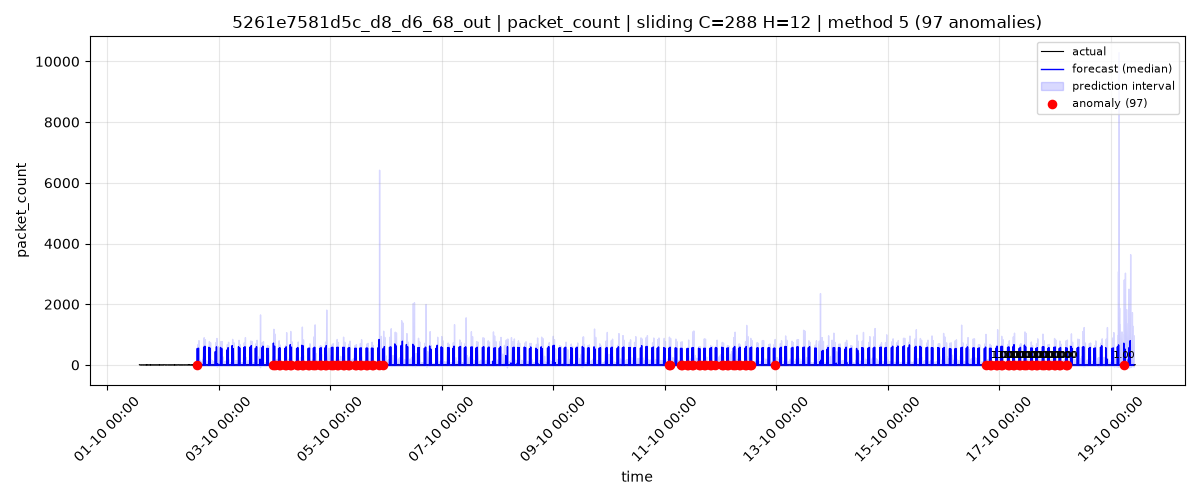 5261e7581d5c_d8_d6_68_out | packet_count | sliding C=288 H=12 | method 5 (97 anomalies)
actual
forecast (median)
prediction interval
anomaly (97)
packet_count
10000
8000
6000
4000
2000
0
1.00
01-10 00:00
03-10 00:00
05-10 00:00
07-10 00:00
09-10 00:00
11-10 00:00
13-10 00:00
15-10 00:00
17-10 00:00
19-10 00:00
time